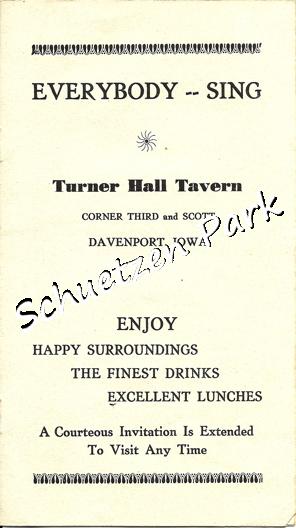 EVERYBODY -- SING
Turner Hall Tavern
CORNER THIRD and SCOTT
DAVENPORT, IOWA
Schuetzen Park
ENJOY
HAPPY SURROUNDINGS
THE FINEST DRINKS
EXCELLENT LUNCHES
A Courteous Invitation Is Extended
To Visit Any Time